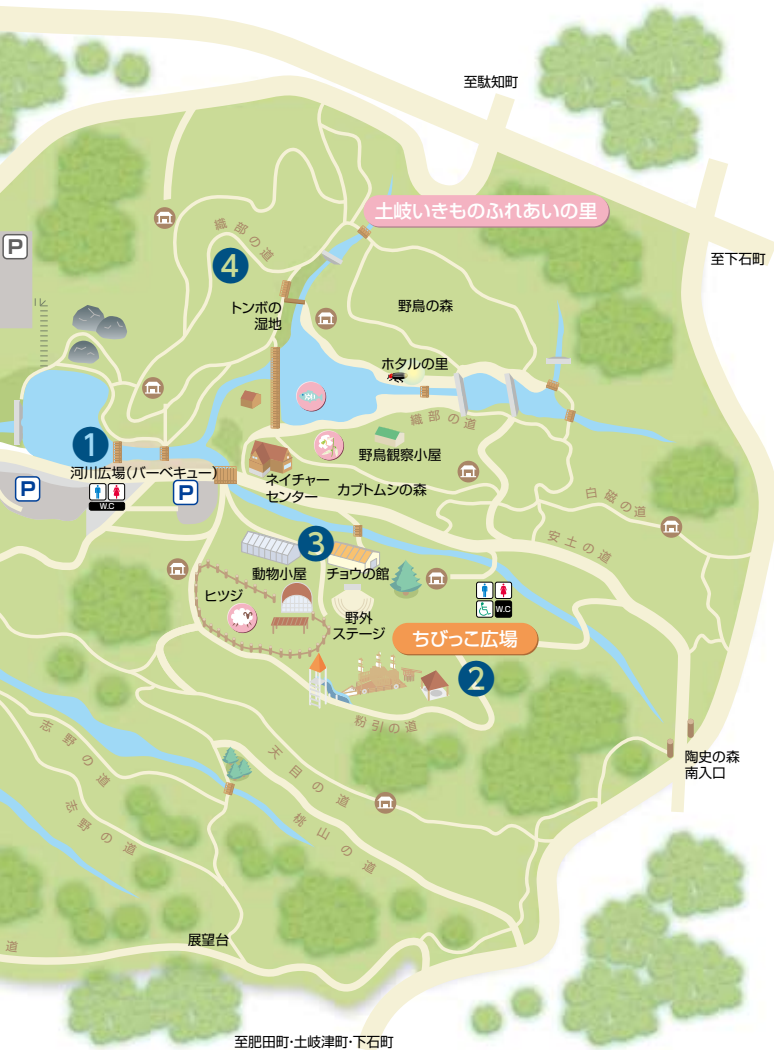 至駄知町
土岐いきものふれあいの里
P
織部の道
4
至下石町
トンボの
湿地
野鳥の森
ホタルの里
織部の道
1
河川広場(バーベキュー)
野鳥観察小屋
P
W.C
P
ネイチャー
センター
カブトムシの森
白磁の道
安土の道
3
動物小屋
チョウの館
ヒツジ
野外
ステージ
W.C
ちびっこ広場
2
粉引の道
志野の道
天目の道
陶史の森
南入口
志野の道
桃山の道
展望台
道
至肥田町・土岐津町・下石町